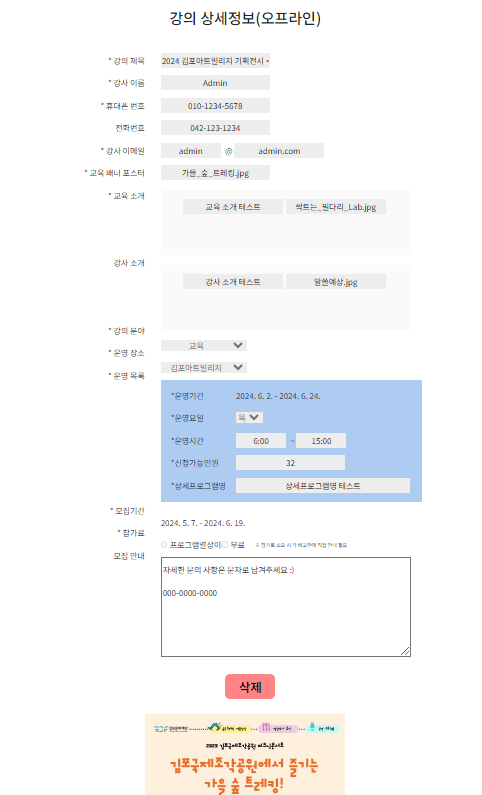 강의 상세정보(오프라인)
* 강의 제목 2024 김포아트빌리지 기획전시 <
* 강사 이름 Admin
* 휴대폰 번호 010-1234-5678
전화번호 042-123-1234
* 강사 이메일 admin @ admin.com
* 교육 배너 포스터 가을_숲_트레킹.jpg
* 교육 소개 교육 소개 테스트 싹트는_밀다리_Lab.jpg
강사 소개 강사 소개 테스트 알쓸예상.jpg
* 강의 분야 교육
* 운영 장소 김포아트빌리지
* 운영 목록
*운영기간 2024. 6. 2. - 2024. 6. 24.
*운영요일 목
*운영시간 6:00 ~ 15:00
*신청가능인원 32
*상세프로그램명 상세프로그램명 테스트
* 모집기간 2024. 5. 7. - 2024. 6. 19.
* 참가료 프로그램별상이 무료
모집 안내 자세한 문의 사항은 문자로 남겨주세요 :)
000-0000-0000
삭제
2023 김포국제조각공원
김포국제조각공원에서 즐기는
가을 숲 트레킹!